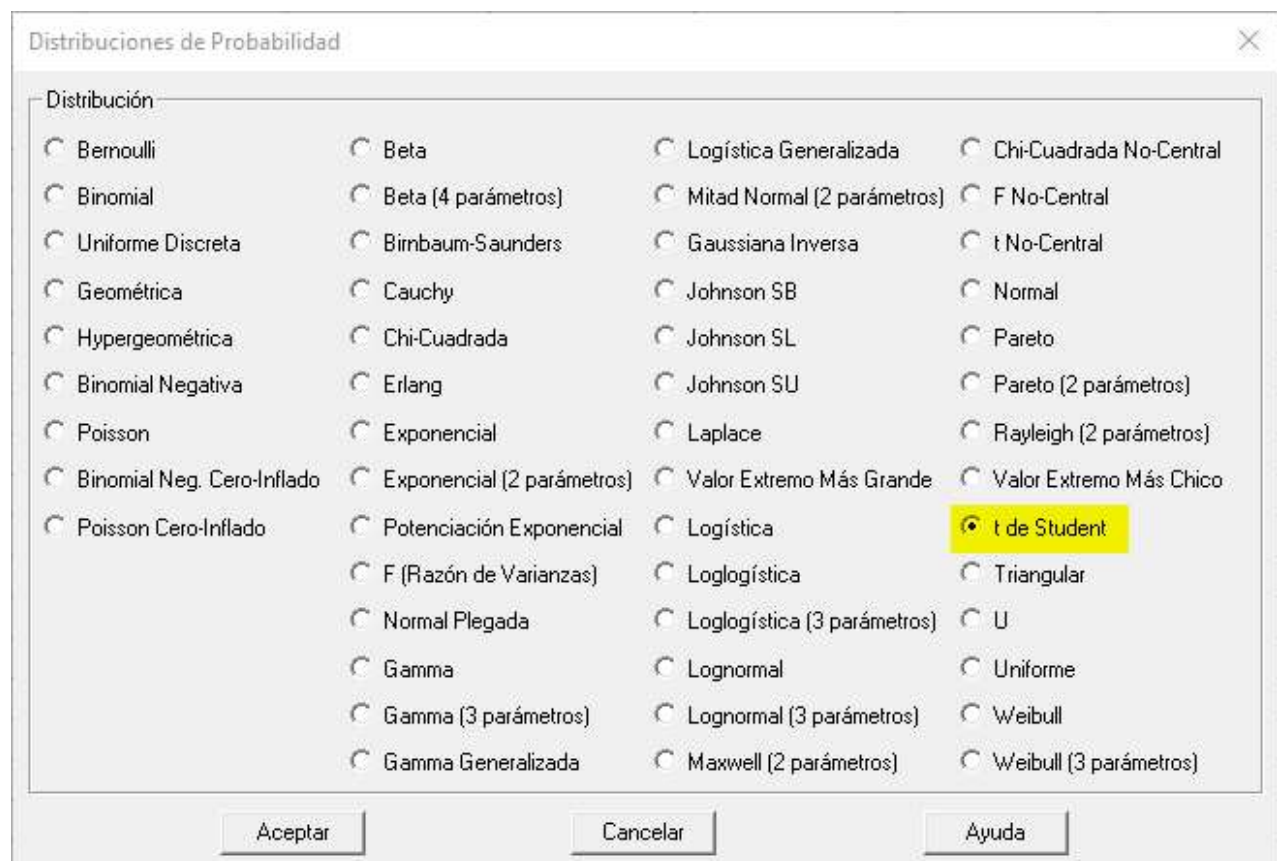 Distribuciones de Probabilidad
Distribución
Bernoulli
Binomial
Uniforme Discreta
Geométrica
Hypergeométrica
Binomial Negativa
Poisson
Binomial Neg. Cero-Inflado
Poisson Cero-Inflado
Beta
Beta (4 parámetros)
Birnbaum-Saunders
Cauchy
Chi-Cuadrada
Erlang
Exponencial
Exponencial (2 parámetros)
Potenciación Exponencial
F (Razón de Varianzas)
Normal Plegada
Gamma
Gamma (3 parámetros)
Gamma Generalizada
Logística Generalizada
Mitad Normal (2 parámetros)
Gaussiana Inversa
Johnson SB
Johnson SL
Johnson SU
Laplace
Valor Extremo Más Grande
Logística
Loglogística
Loglogística (3 parámetros)
Lognormal
Lognormal (3 parámetros)
Maxwell (2 parámetros)
Chi-Cuadrada No-Central
F No-Central
t No-Central
Normal
Pareto
Pareto (2 parámetros)
Rayleigh (2 parámetros)
Valor Extremo Más Chico
t de Student
Triangular
U
Uniforme
Weibull
Weibull (3 parámetros)
Aceptar
Cancelar
Ayuda